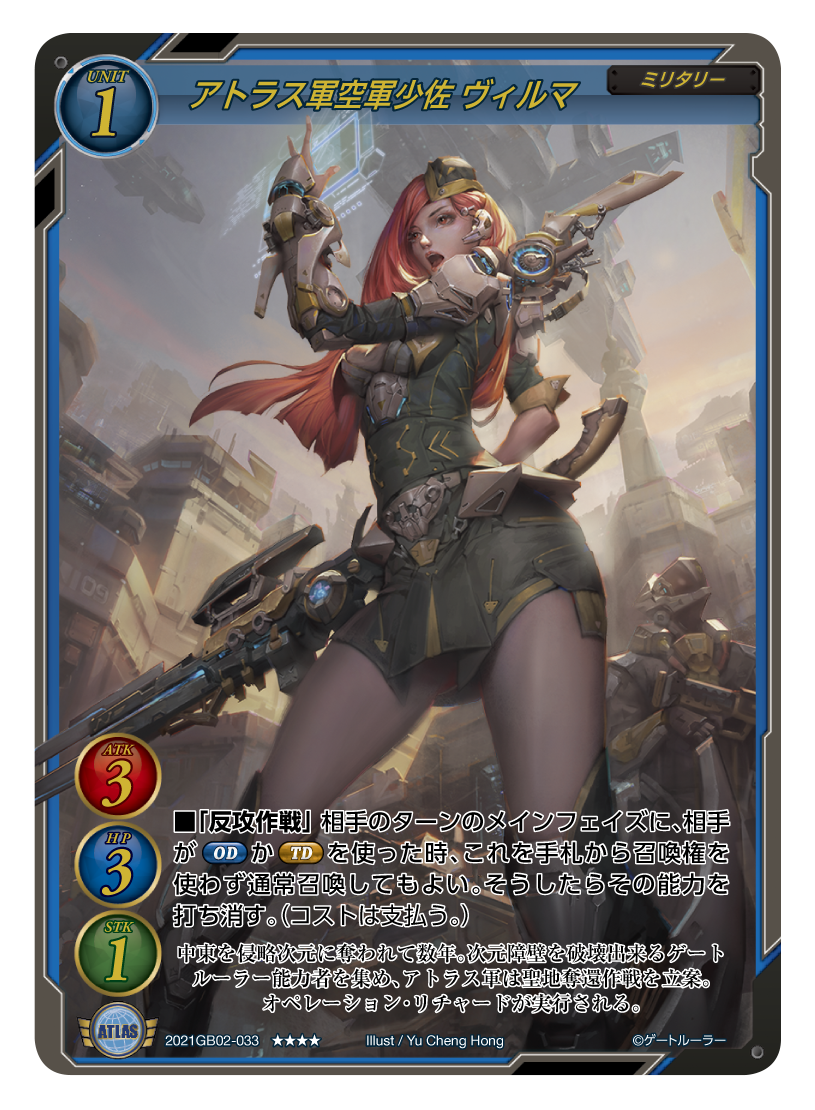 UNIT
1
アトラス軍空軍少佐 ヴィルマ
ミリタリー
ATK
3
HP
3
STK
1
■「反攻作戦」 相手のターンのメインフェイズに、相手
が OD か TD を使った時、これを手札から召喚権を
使わず通常召喚してもよい。そうしたらその能力を
打ち消す。（コストは支払う。）
中東を侵略次元に奪われて数年。次元障壁を破壊出来るゲート
ルーラー能力者を集め、アトラス軍は聖地奪還作戦を立案。
オペレーション・リチャードが実行される。
ATLAS
2021GB02-033 ★★★★ Illust / Yu Cheng Hong ©ゲートルーラー